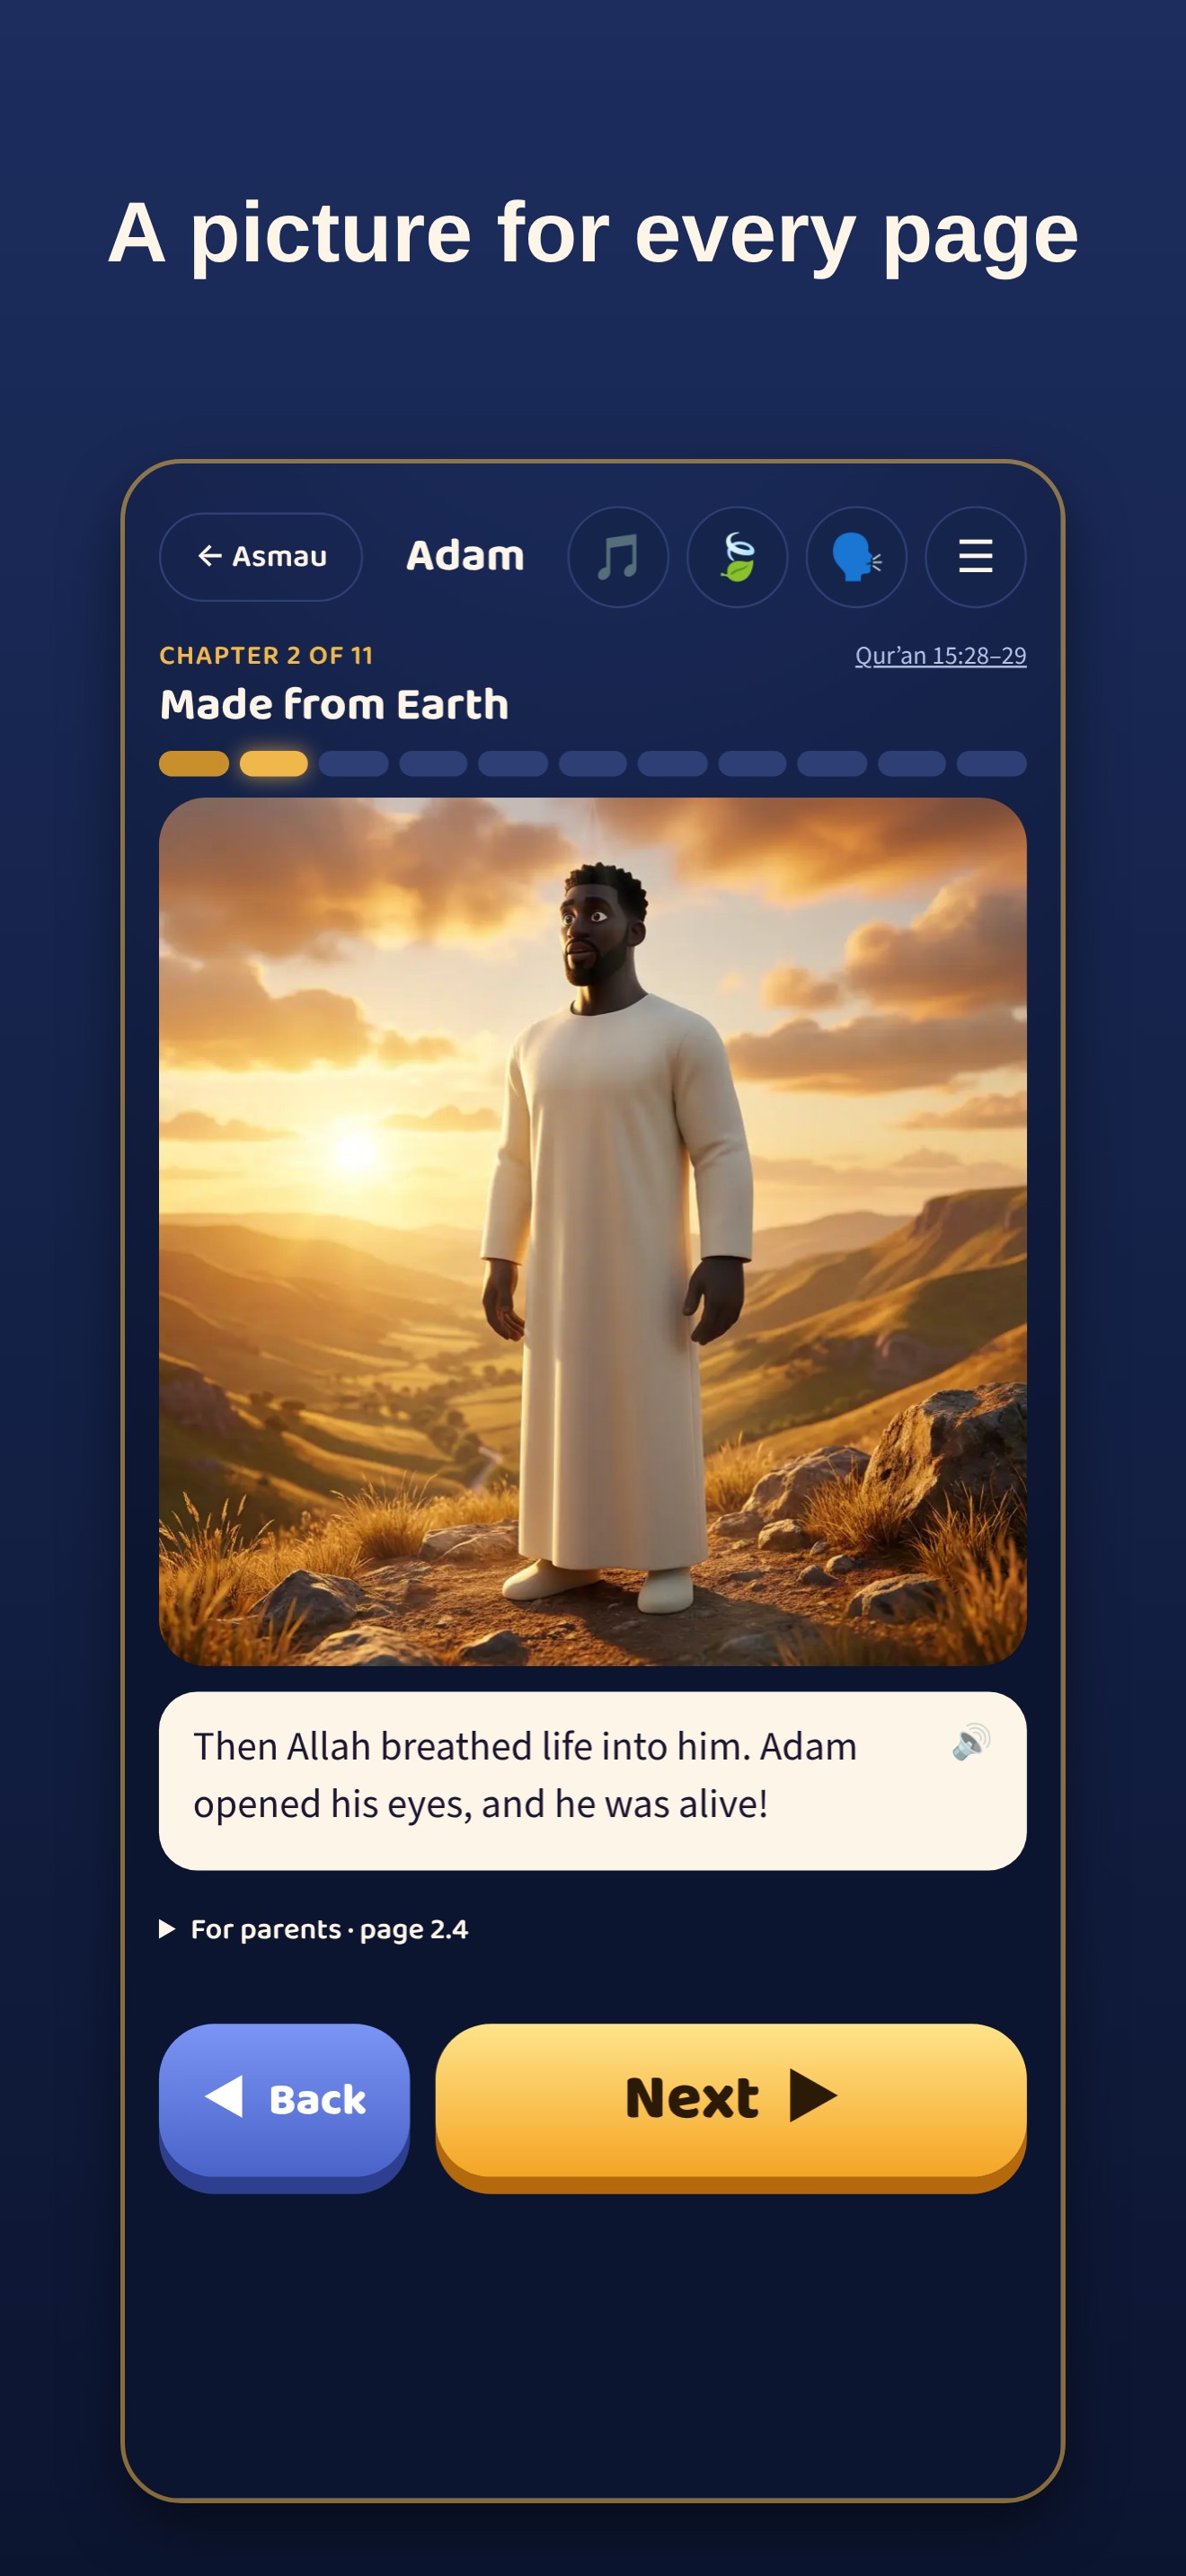 A picture for every page
← Asmau
Adam
CHAPTER 2 OF 11
Qur’an 15:28–29
Made from Earth
Then Allah breathed life into him. Adam
opened his eyes, and he was alive!
▶ For parents · page 2.4
◀ Back
Next ▶